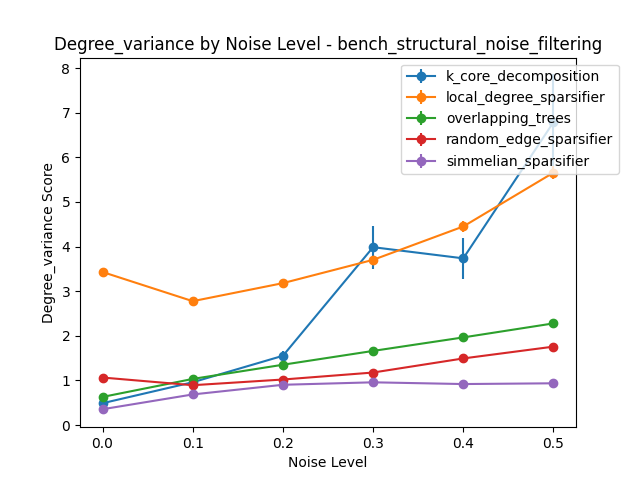 Degree_variance by Noise Level - bench_structural_noise_filtering
k_core_decomposition
local_degree_sparsifier
overlapping_trees
random_edge_sparsifier
simmelian_sparsifier
Degree_variance Score
8
7
6
5
4
3
2
1
0
0.0 0.1 0.2 0.3 0.4 0.5
Noise Level